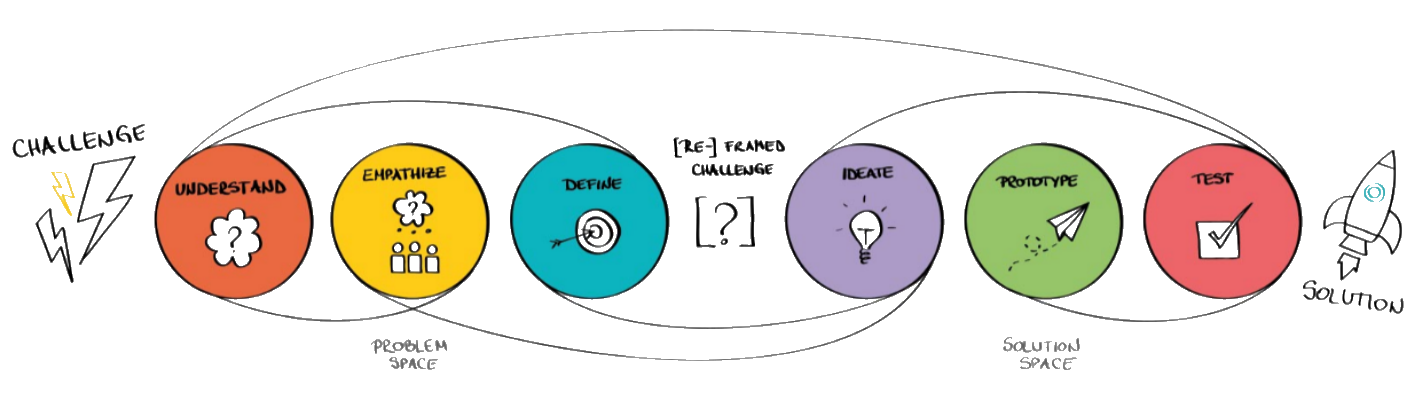 CHALLENGE
UNDERSTAND
?
EMPATHIZE
?
DEFINE
[RE-] FRAMED
CHALLENGE
[?]
IDEATE
PROTOTYPE
TEST
SOLUTION
PROBLEM
SPACE
SOLUTION
SPACE